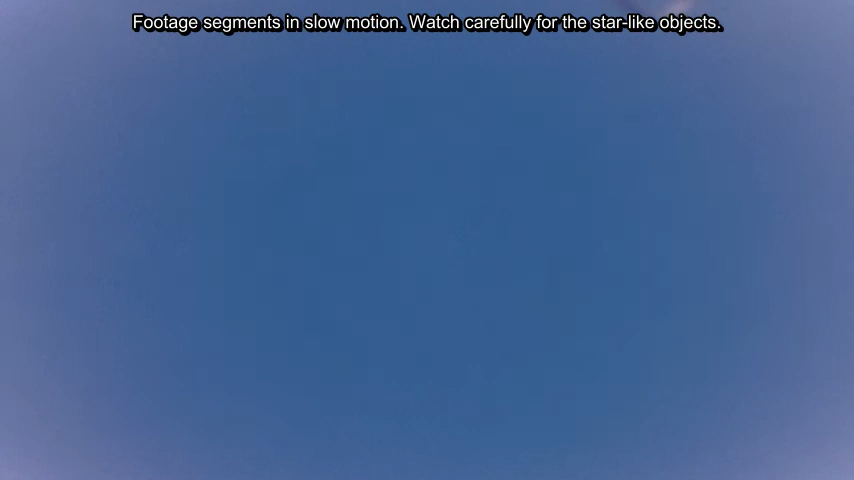 Footage segments in slow motion. Watch carefully for the star-like objects.